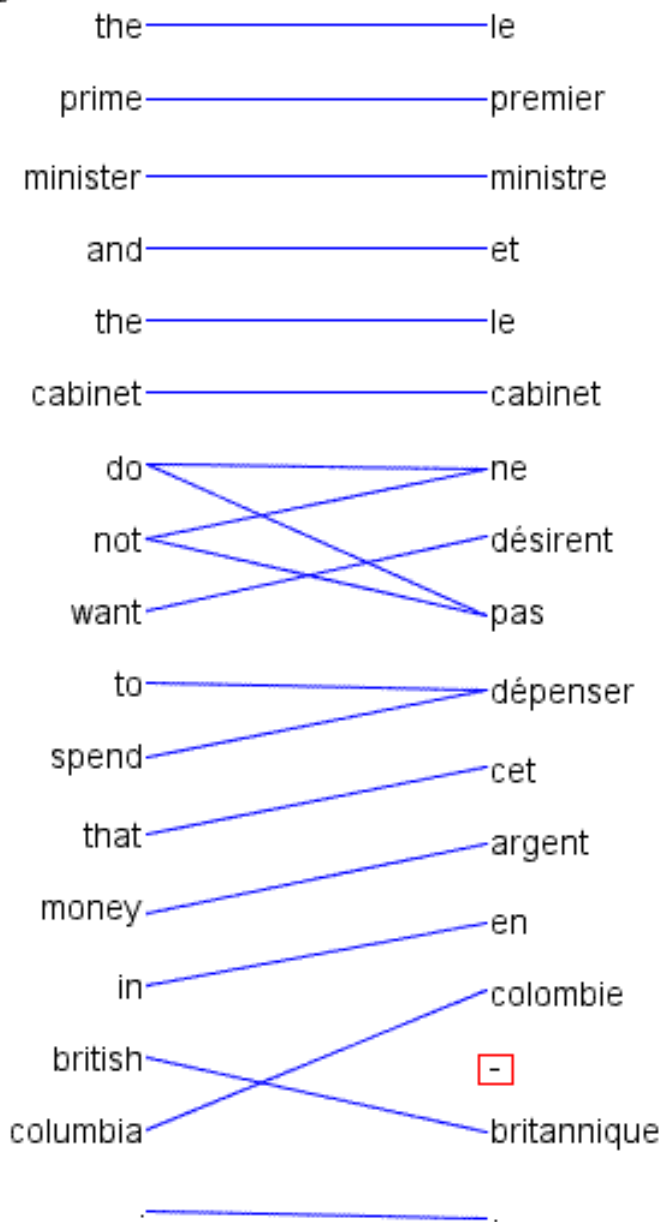 the le
prime premier
minister ministre
and et
the le
cabinet cabinet
do ne
not désirent
want pas
to dépenser
spend cet
that argent
money en
in colombie
british -
columbia britannique
. .